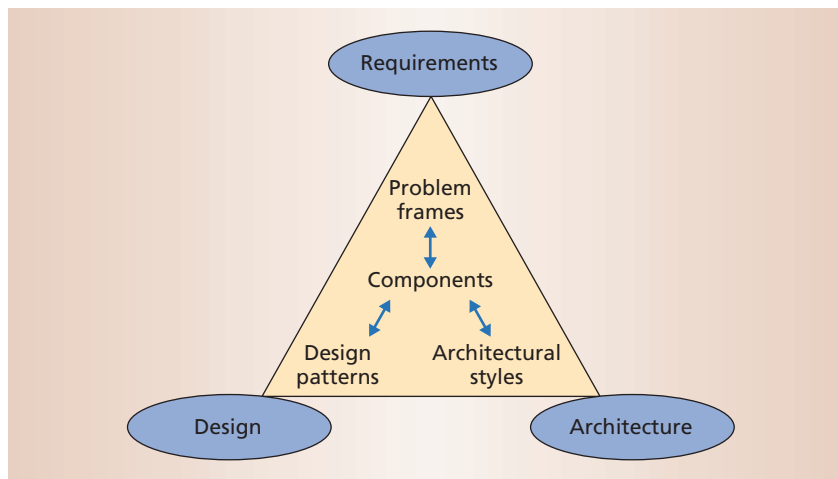 Requirements
Problem
frames
Components
Design
patterns
Architectural
styles
Design
Architecture